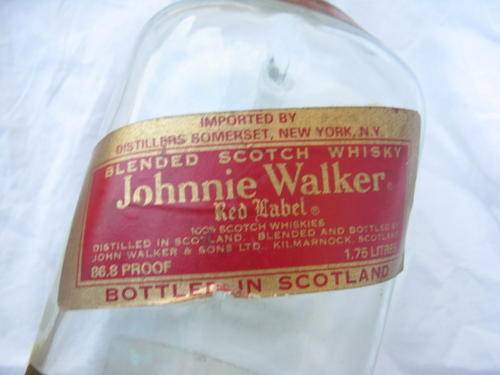 IMPORTED BY
DISTILLERS SOMERSET, NEW YORK, N.Y.
BLENDED SCOTCH WHISKY
Johnnie Walker®
Red Label®
100% SCOTCH WHISKIES
DISTILLED IN SCOTLAND. BLENDED AND BOTTLED BY
JOHN WALKER & SONS LTD. KILMARNOCK, SCOTLAND
86.8 PROOF 1.75 LITRES
BOTTLED IN SCOTLAND